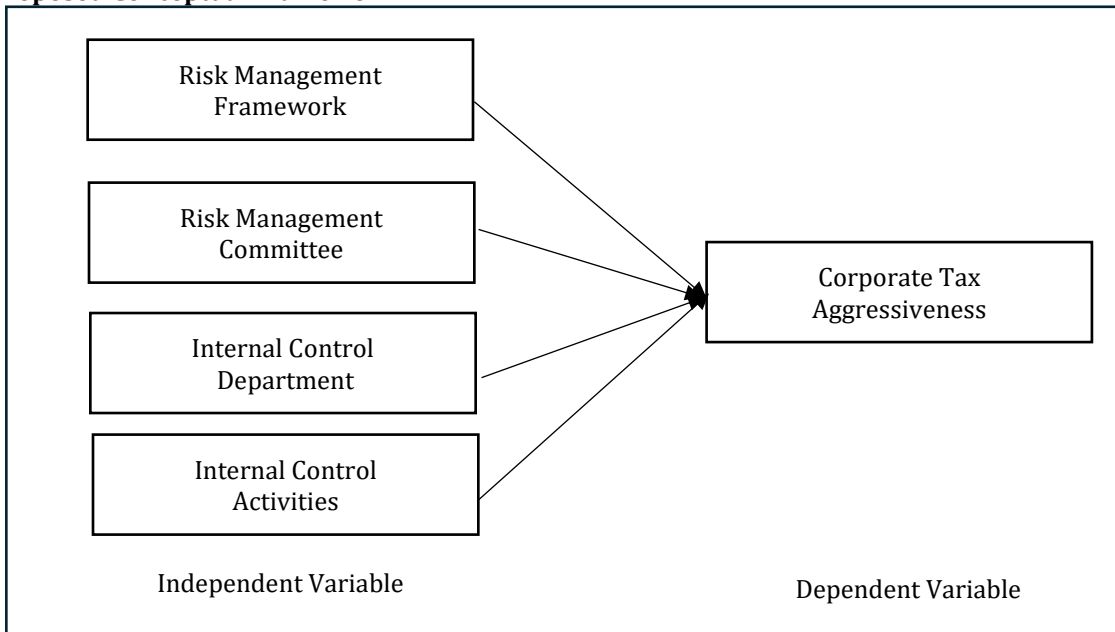 Risk Management
Framework
Risk Management
Committee
Corporate Tax
Aggressiveness
Internal Control
Department
Internal Control
Activities
Independent Variable
Dependent Variable